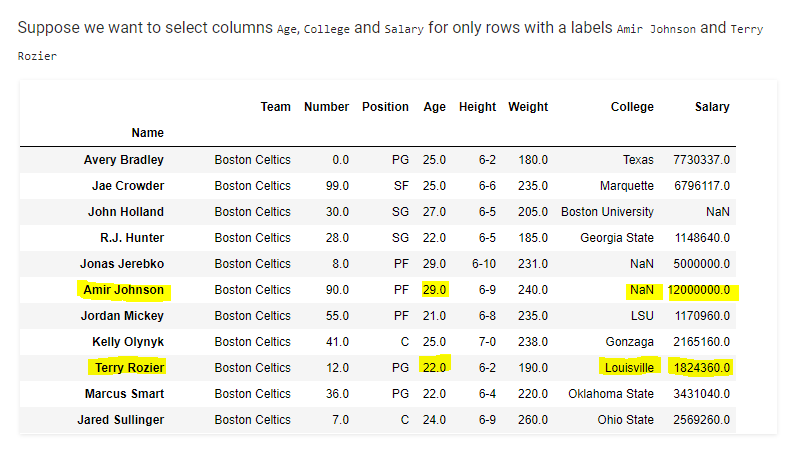 Suppose we want to select columns Age, College and Salary for only rows with a labels Amir Johnson and Terry
Rozier
Team Number Position Age Height Weight College Salary
Name
Avery Bradley Boston Celtics 0.0 PG 25.0 6-2 180.0 Texas 7730337.0
Jae Crowder Boston Celtics 99.0 SF 25.0 6-6 235.0 Marquette 6796117.0
John Holland Boston Celtics 30.0 SG 27.0 6-5 205.0 Boston University NaN
R.J. Hunter Boston Celtics 28.0 SG 22.0 6-5 185.0 Georgia State 1148640.0
Jonas Jerebko Boston Celtics 8.0 PF 29.0 6-10 231.0 NaN 5000000.0
Amir Johnson Boston Celtics 90.0 PF 29.0 6-9 240.0 NaN 12000000.0
Jordan Mickey Boston Celtics 55.0 PF 21.0 6-8 235.0 LSU 1170960.0
Kelly Olynyk Boston Celtics 41.0 C 25.0 7-0 238.0 Gonzaga 2165160.0
Terry Rozier Boston Celtics 12.0 PG 22.0 6-2 190.0 Louisville 1824360.0
Marcus Smart Boston Celtics 36.0 PG 22.0 6-4 220.0 Oklahoma State 3431040.0
Jared Sullinger Boston Celtics 7.0 C 24.0 6-9 260.0 Ohio State 2569260.0